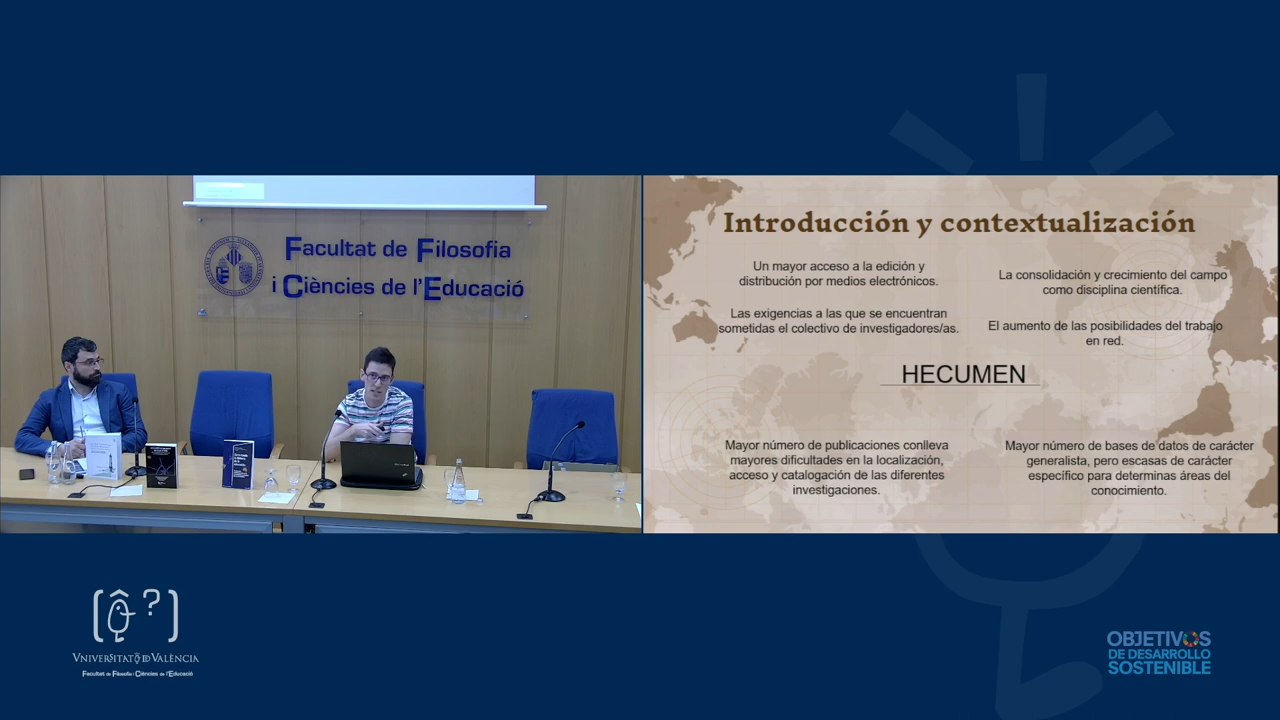 Facultat de Filosofia
i Ciències de l'Educació
Introducción y contextualización
Un mayor acceso a la edición y
distribución por medios electrónicos.
Las exigencias a las que se encuentran
sometidas el colectivo de investigadores/as.
La consolidación y crecimiento del campo
como disciplina científica.
El aumento de las posibilidades del trabajo
en red.
HECUMEN
Mayor número de publicaciones conlleva
mayores dificultades en la localización,
acceso y catalogación de las diferentes
investigaciones.
Mayor número de bases de datos de carácter
generalista, pero escasas de carácter
específico para determinas áreas del
conocimiento.
VNIVERSITATÖDVALÈNCIA
Facultat de Filosofia i Ciències de l'Educació
OBJETIVOS
DE DESARROLLO
SOSTENIBLE